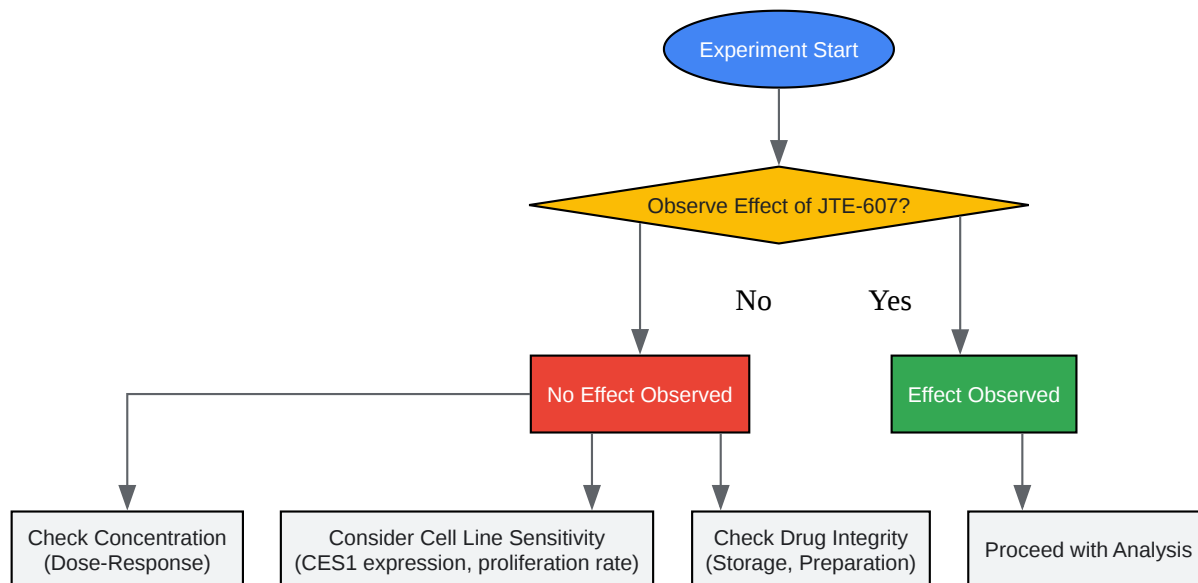 Experiment Start
Observe Effect of JTE-607?
No
Yes
No Effect Observed
Effect Observed
Check Concentration
(Dose-Response)
Consider Cell Line Sensitivity
(CES1 expression, proliferation rate)
Check Drug Integrity
(Storage, Preparation)
Proceed with Analysis